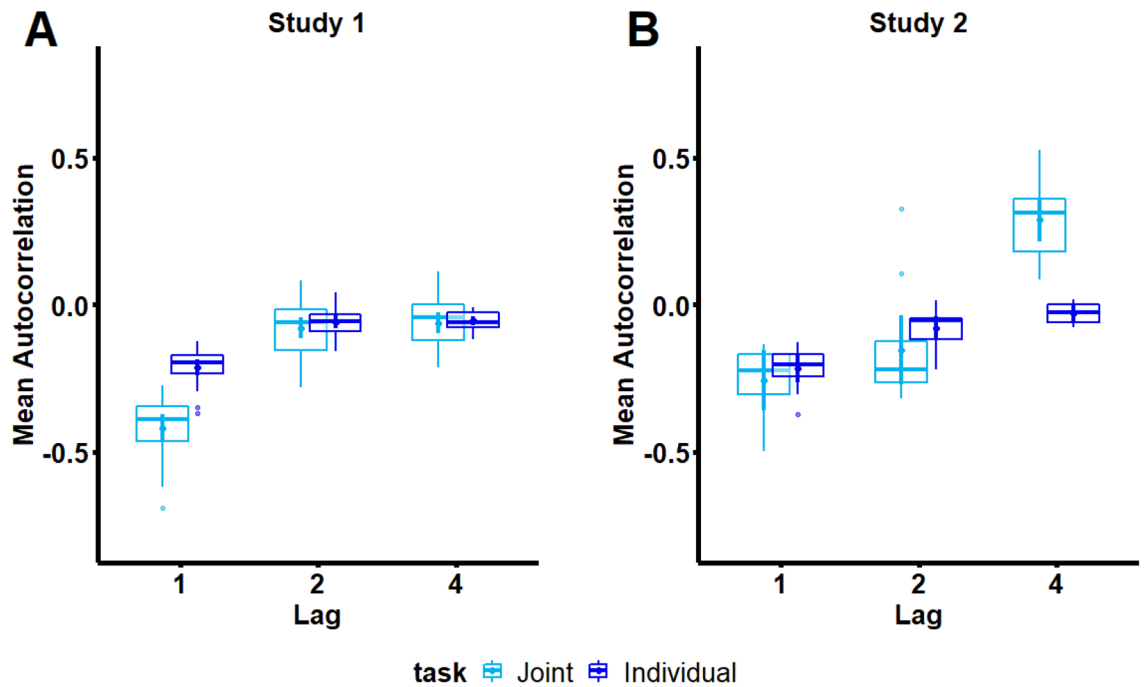 A
Study 1
Mean Autocorrelation
0.5
0.0
-0.5
1
2
4
Lag
B
Study 2
Mean Autocorrelation
0.5
0.0
-0.5
1
2
4
Lag
task Joint Individual